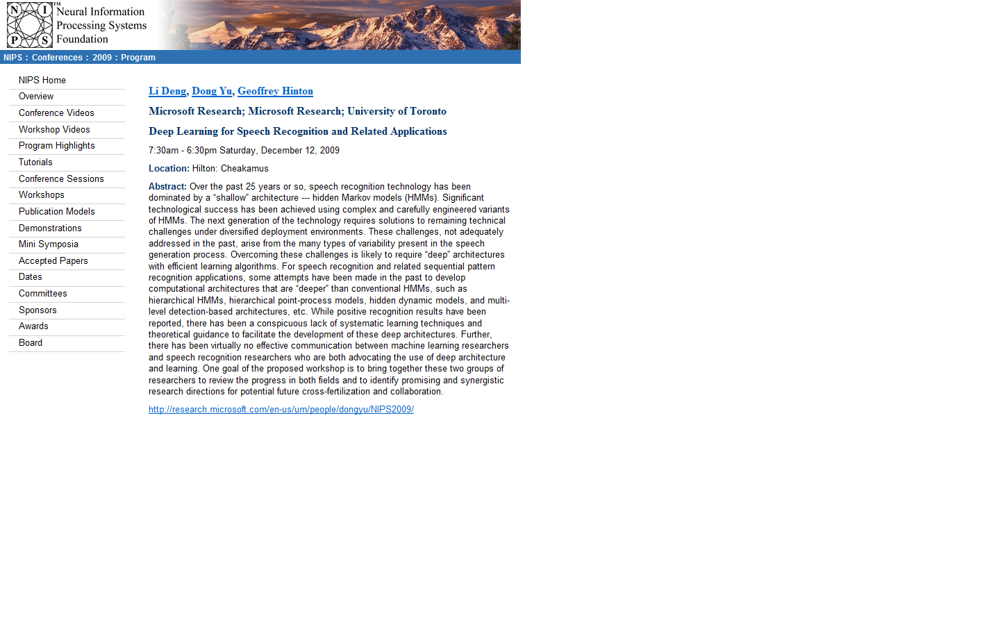 N I P S
TM
Neural Information
Processing Systems
Foundation
NIPS : Conferences : 2009 : Program
NIPS Home
Overview
Conference Videos
Workshop Videos
Program Highlights
Tutorials
Conference Sessions
Workshops
Publication Models
Demonstrations
Mini Symposia
Accepted Papers
Dates
Committees
Sponsors
Awards
Board
Li Deng, Dong Yu, Geoffrey Hinton
Microsoft Research; Microsoft Research; University of Toronto
Deep Learning for Speech Recognition and Related Applications
7:30am - 6:30pm Saturday, December 12, 2009
Location: Hilton: Cheakamus
Abstract: Over the past 25 years or so, speech recognition technology has been
dominated by a “shallow” architecture --- hidden Markov models (HMMs). Significant
technological success has been achieved using complex and carefully engineered variants
of HMMs. The next generation of the technology requires solutions to remaining technical
challenges under diversified deployment environments. These challenges, not adequately
addressed in the past, arise from the many types of variability present in the speech
generation process. Overcoming these challenges is likely to require “deep” architectures
with efficient learning algorithms. For speech recognition and related sequential pattern
recognition applications, some attempts have been made in the past to develop
computational architectures that are “deeper” than conventional HMMs, such as
hierarchical HMMs, hierarchical point-process models, hidden dynamic models, and multi-
level detection-based architectures, etc. While positive recognition results have been
reported, there has been a conspicuous lack of systematic learning techniques and
theoretical guidance to facilitate the development of these deep architectures. Further,
there has been virtually no effective communication between machine learning researchers
and speech recognition researchers who are both advocating the use of deep architecture
and learning. One goal of the proposed workshop is to bring together these two groups of
researchers to review the progress in both fields and to identify promising and synergistic
research directions for potential future cross-fertilization and collaboration.
http://research.microsoft.com/en-us/um/people/dongyu/NIPS2009/